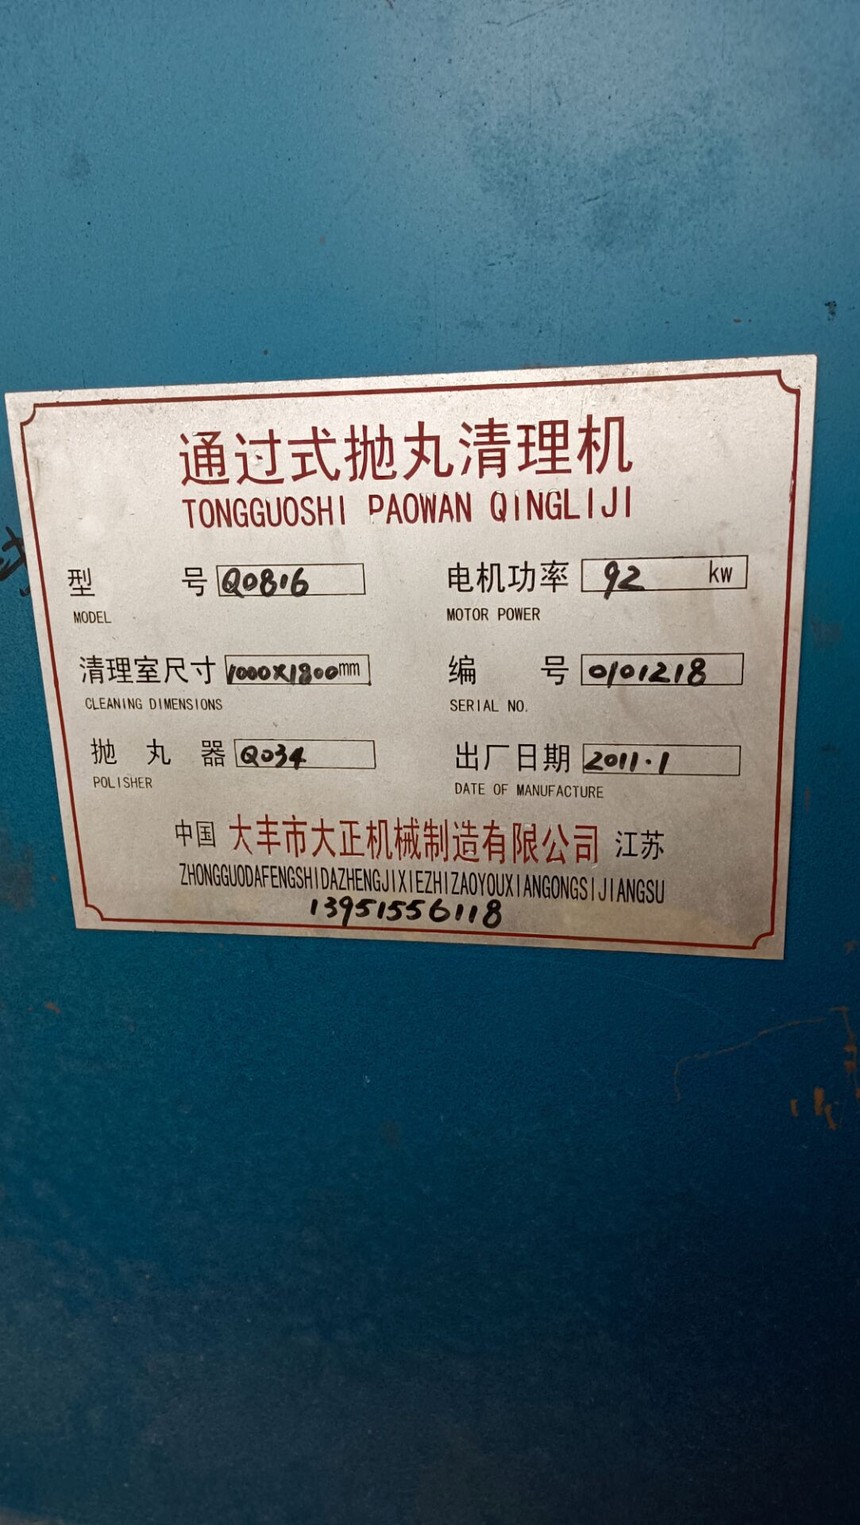 通过式抛丸清理机
TONGGUOSHI PAOWAN QINGLIJI
型 号 Q0816 电机功率 92 kw
MODEL MOTOR POWER
清理室尺寸 1000X1800mm 编 号 0101218
CLEANING DIMENSIONS SERIAL NO.
抛 丸 器 Q034 出厂日期 2011.1
POLISHER DATE OF MANUFACTURE
中国 大丰市大正机械制造有限公司 江苏
ZHONGGUODAFENGSHIDAZHENGJIXIEZHIZAOYOUXIANGONGSIJIANGSU
13951556118